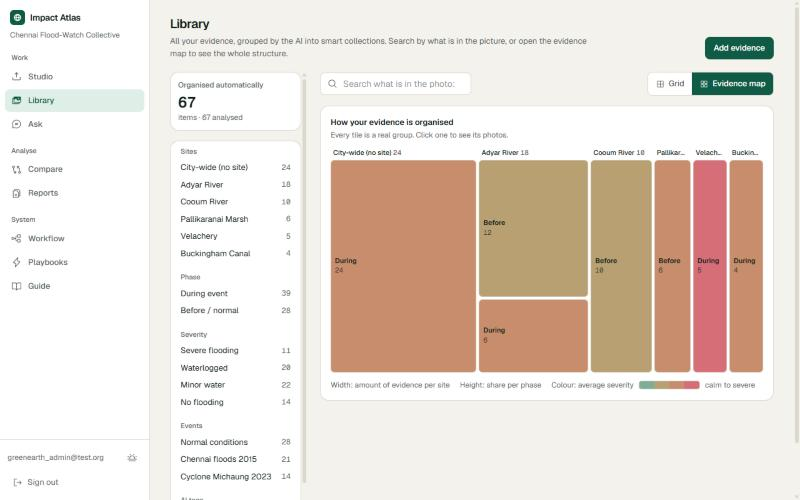 Impact Atlas
Chennai Flood-Watch Collective
Work
Studio
Library
Ask
Analyse
Compare
Reports
System
Workflow
Playbooks
Guide
greenearth_admin@test.org
Sign out
Library
All your evidence, grouped by the AI into smart collections. Search by what is in the picture, or open the evidence
map to see the whole structure.
Add evidence
Organised automatically
67
items · 67 analysed
Sites
City-wide (no site) 24
Adyar River 18
Cooum River 10
Pallikaranai Marsh 6
Velachery 5
Buckingham Canal 4
Phase
During event 39
Before / normal 28
Severity
Severe flooding 11
Waterlogged 20
Minor water 22
No flooding 14
Events
Normal conditions 28
Chennai floods 2015 21
Cyclone Michaung 2023 14
Search what is in the photo:
Grid
Evidence map
How your evidence is organised
Every tile is a real group. Click one to see its photos.
City-wide (no site) 24
Adyar River 18
Cooum River 10
Pallikar...
Velach...
Buckin...
During
24
Before
12
During
6
Before
10
Before
6
During
5
During
4
Width: amount of evidence per site
Height: share per phase
Colour: average severity
calm to severe